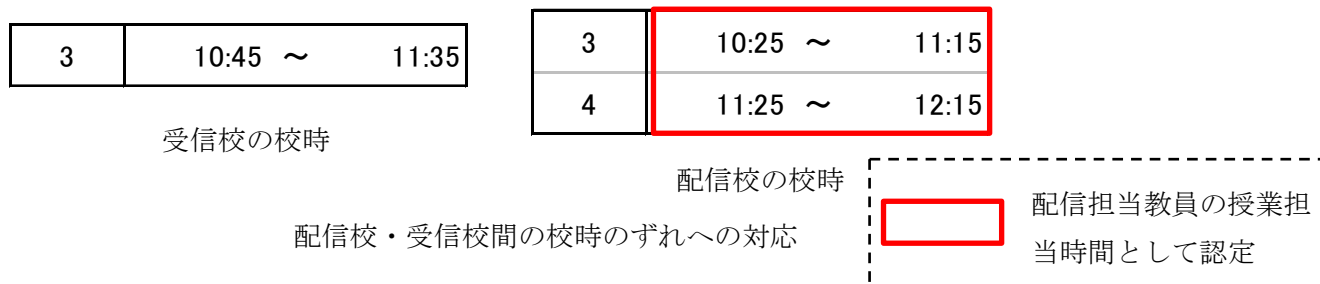 3 10:45 ～ 11:35
受信校の校時
3 10:25 ～ 11:15
4 11:25 ～ 12:15
配信校の校時
配信校・受信校間の校時のずれへの対応
配信担当教員の授業担
当時間として認定